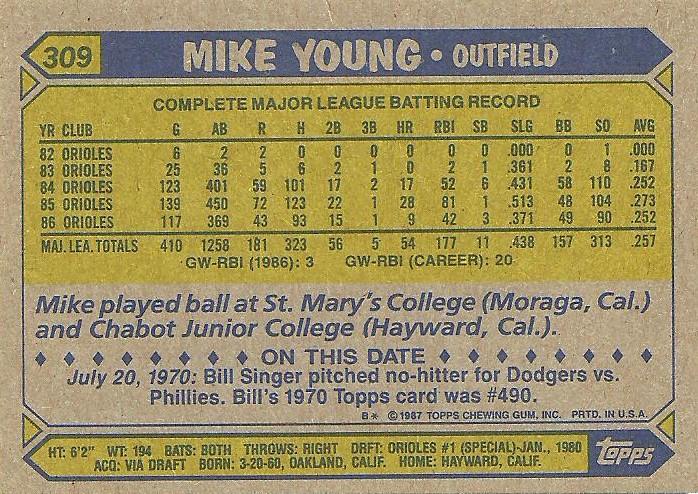 309 MIKE YOUNG • OUTFIELD
COMPLETE MAJOR LEAGUE BATTING RECORD
YR CLUB G AB R H 2B 3B HR RBI SB SLG BB SO AVG
82 ORIOLES 6 2 2 0 0 0 0 0 0 .000 0 1 .000
83 ORIOLES 25 36 5 6 2 1 0 2 1 .361 2 8 .167
84 ORIOLES 123 401 59 101 17 2 17 52 6 .431 58 110 .252
85 ORIOLES 139 450 72 123 22 1 28 81 1 .513 48 104 .273
86 ORIOLES 117 369 43 93 15 1 9 42 3 .371 49 90 .252
MAJ. LEA. TOTALS 410 1258 181 323 56 5 54 177 11 .438 157 313 .257
GW-RBI (1986): 3 GW-RBI (CAREER): 20
Mike played ball at St. Mary's College (Moraga, Cal.)
and Chabot Junior College (Hayward, Cal.).
♦ ♦ ♦ ♦ ♦ ♦ ♦ ♦ ON THIS DATE ♦ ♦ ♦ ♦ ♦ ♦ ♦ ♦
July 20, 1970: Bill Singer pitched no-hitter for Dodgers vs.
Phillies. Bill's 1970 Topps card was #490.
B* ©1987 TOPPS CHEWING GUM, INC. PRTD. IN U.S.A.
HT: 6'2" WT: 194 BATS: BOTH THROWS: RIGHT DRFT: ORIOLES #1 (SPECIAL)-JAN., 1980
ACQ: VIA DRAFT BORN: 3-20-60, OAKLAND, CALIF. HOME: HAYWARD, CALIF.
topps